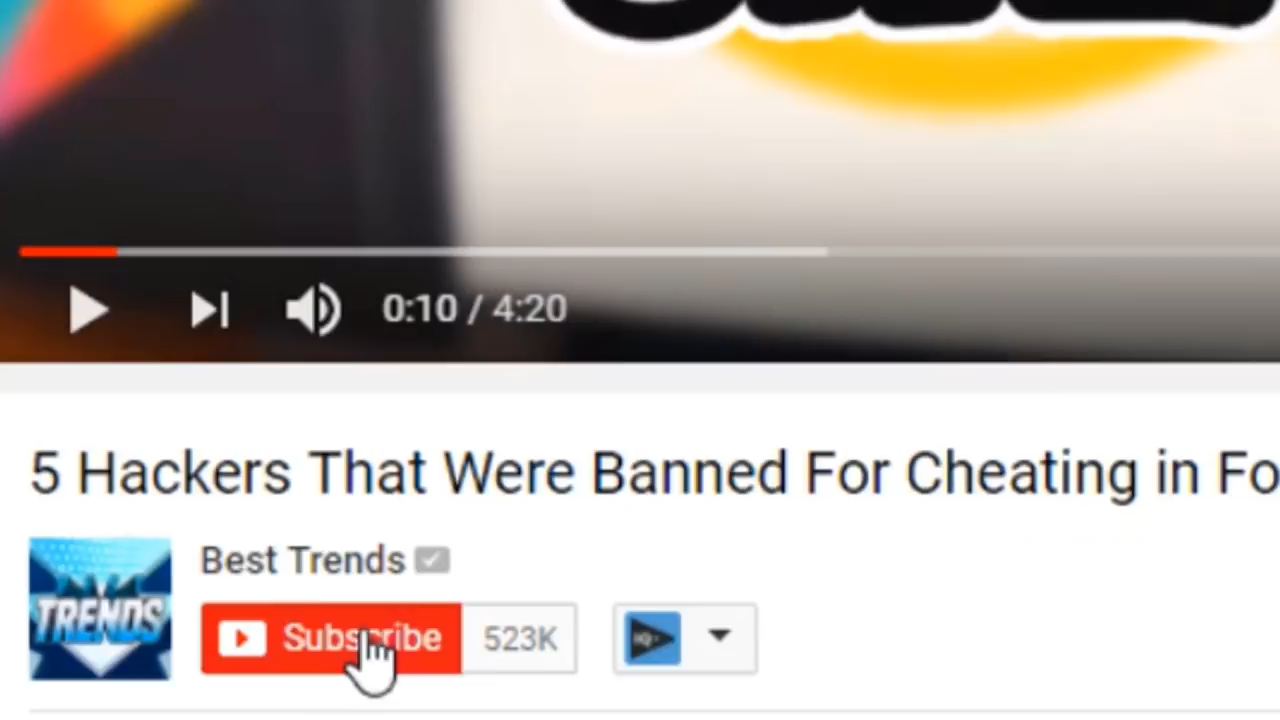 0:10 / 4:20
5 Hackers That Were Banned For Cheating in Fo
Best Trends
TRENDS
Subscribe 523K